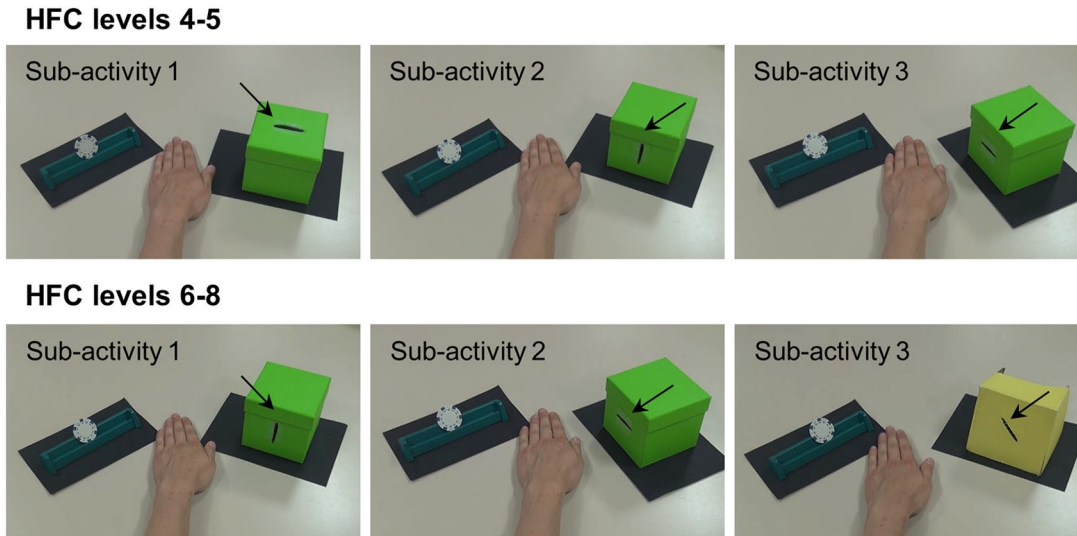 HFC levels 4-5
Sub-activity 1
Sub-activity 2
Sub-activity 3
HFC levels 6-8
Sub-activity 1
Sub-activity 2
Sub-activity 3